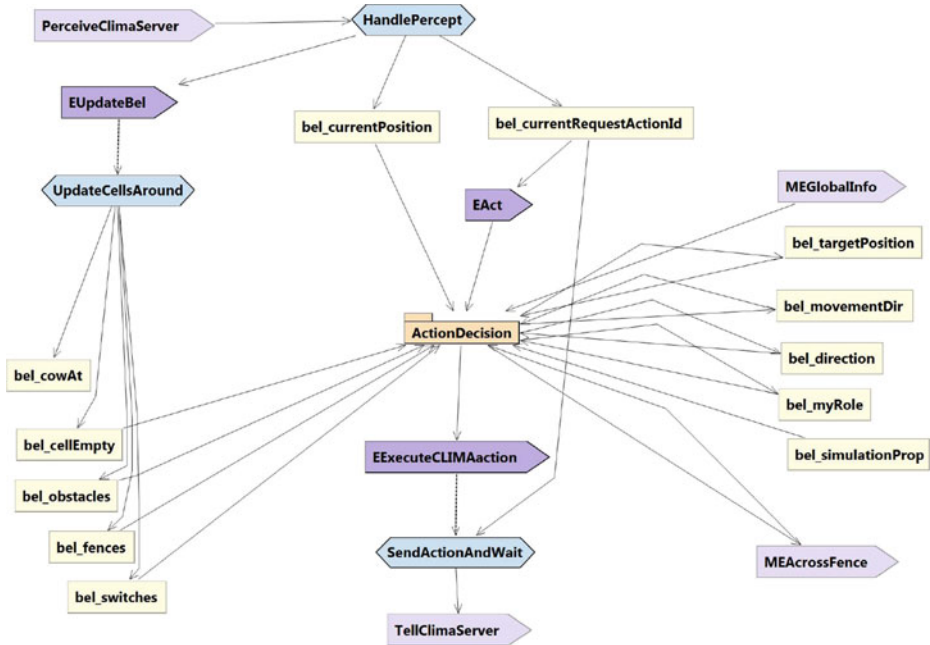 PerceiveClimaServer
HandlePercept
EUpdateBel
bel_currentPosition
bel_currentRequestActionId
UpdateCellsAround
EAct
MEGlobalInfo
bel_targetPosition
bel_movementDir
ActionDecision
bel_direction
bel_cowAt
bel_myRole
bel_cellEmpty
EExecuteCLIMAaction
bel_simulationProp
bel_obstacles
bel_fences
SendActionAndWait
MEAcrossFence
bel_switches
TellClimaServer